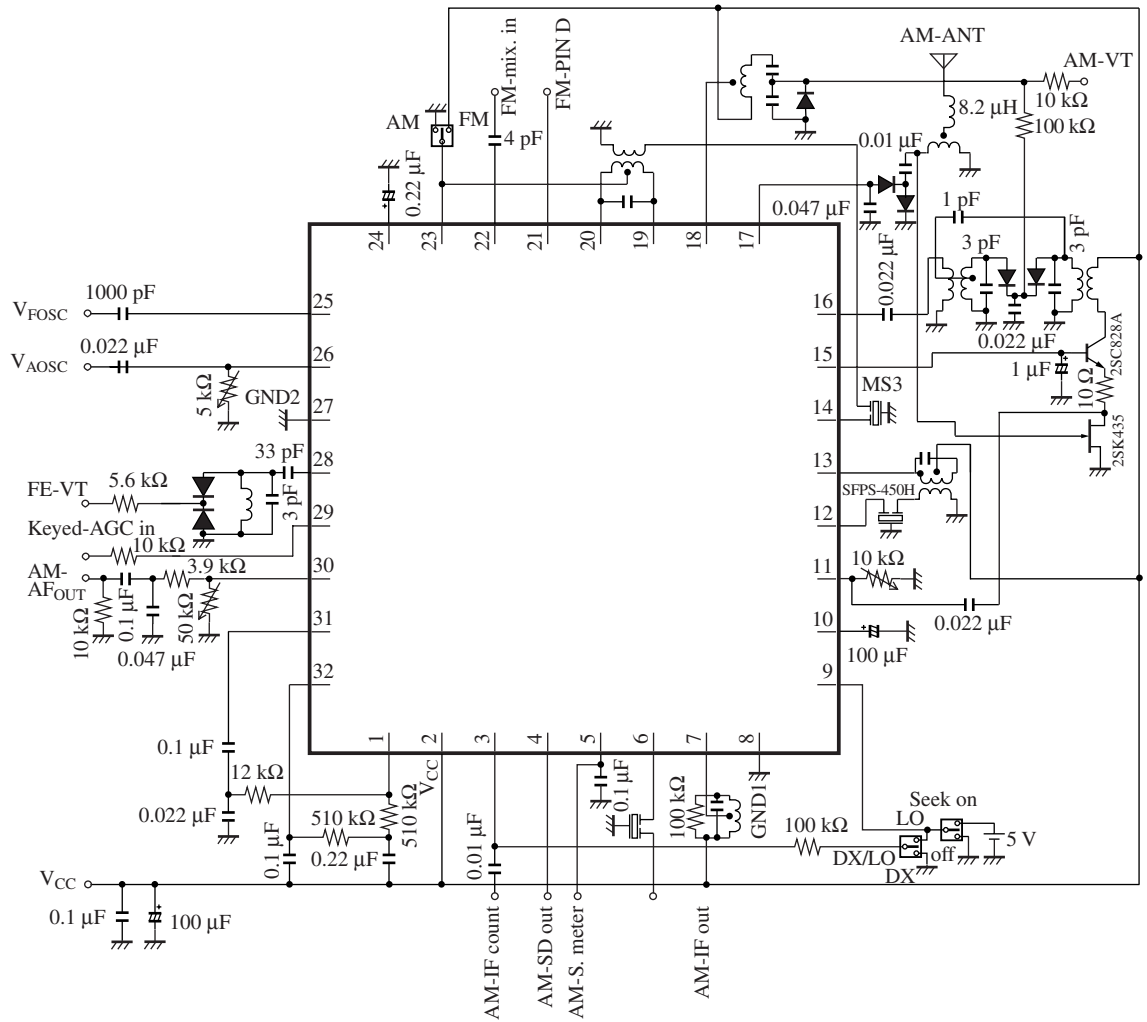 AM-ANT
AM-VT
10 kΩ
100 kΩ
8.2 μH
FM-mix. in
FM-PIN D
AM
FM
4 pF
0.22 μF
0.01 μF
0.047 μF
1 pF
3 pF
3 pF
0.022 μF
0.022 μF
24
23
22
21
20
19
18
17
1000 pF
VFOSC
25
16
0.022 μF
VAOSC
26
15
5 kΩ
GND2
27
14
MS3
1 μF
10 Ω
2SC828A
2SK435
33 pF
28
13
FE-VT
5.6 kΩ
3 pF
SFPS-450H
29
12
Keyed-AGC in
10 kΩ
30
11
10 kΩ
AM-
AFOUT
3.9 kΩ
10 kΩ
0.1 μF
50 kΩ
0.047 μF
0.022 μF
31
10
100 μF
32
9
1
2
3
4
5
6
7
8
VCC
0.1 μF
12 kΩ
0.022 μF
510 kΩ
510 kΩ
0.1 μF
0.22 μF
0.01 μF
0.1 μF
100 kΩ
GND1
100 kΩ
Seek on
LO
5 V
DX/LO
off
DX
VCC
0.1 μF
100 μF
AM-IF count
AM-SD out
AM-S. meter
AM-IF out